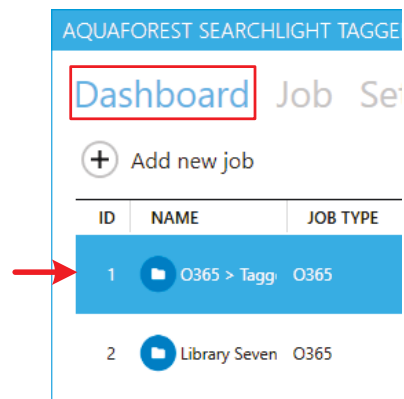 AQUAFOREST SEARCHLIGHT TAGGE
Dashboard Job Set
Add new job
ID NAME JOB TYPE
1 O365 > Tagg O365
2 Library Seven O365